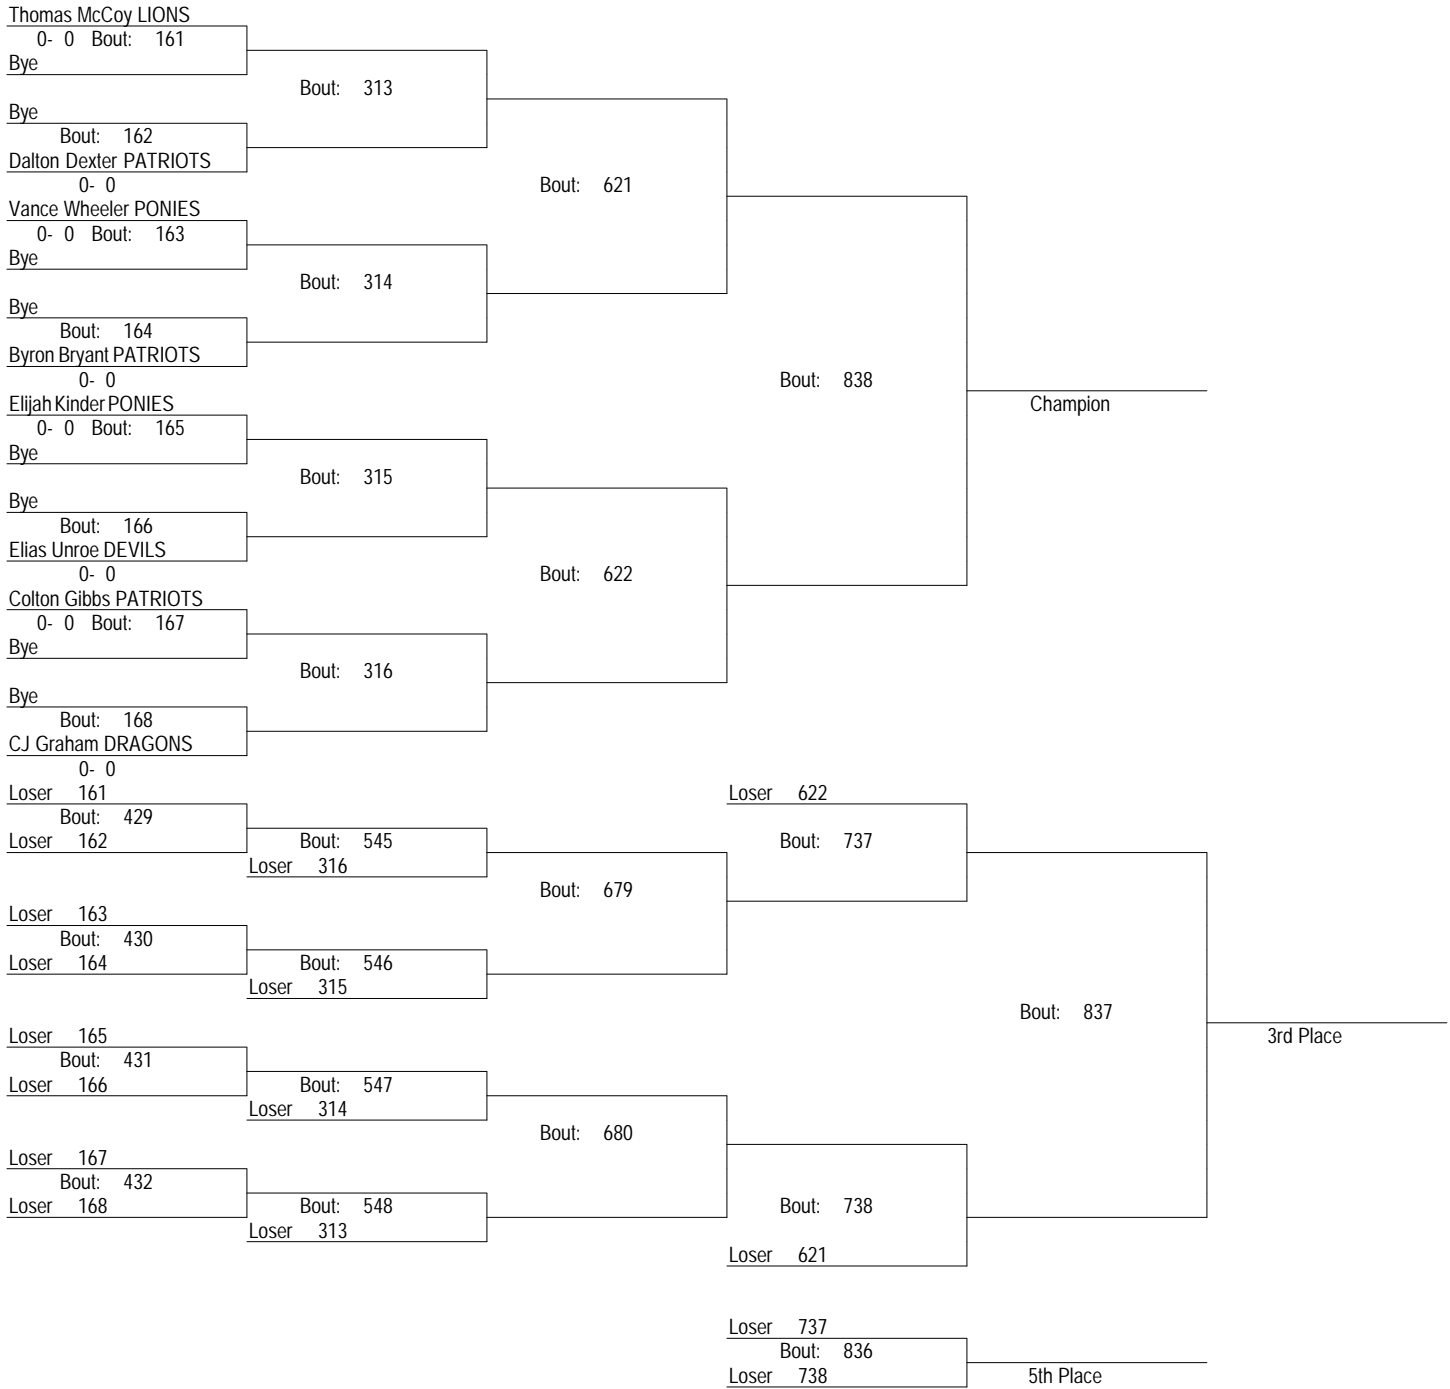 Thomas McCoy LIONS
0- 0 Bout: 161
Bye
Bout: 313
Bye
Bout: 162
Dalton Dexter PATRIOTS
0- 0
Bout: 621
Vance Wheeler PONIES
0- 0 Bout: 163
Bye
Bout: 314
Bye
Bout: 164
Byron Bryant PATRIOTS
0- 0
Bout: 838
Elijah Kinder PONIES
Champion
0- 0 Bout: 165
Bye
Bout: 315
Bye
Bout: 166
Elias Unroe DEVILS
0- 0
Bout: 622
Colton Gibbs PATRIOTS
0- 0 Bout: 167
Bye
Bout: 316
Bye
Bout: 168
CJ Graham DRAGONS
0- 0
Loser 161
Loser 622
Bout: 429
Loser 162
Bout: 545
Bout: 737
Loser 316
Bout: 679
Loser 163
Bout: 430
Loser 164
Bout: 546
Loser 315
Bout: 837
Loser 165
3rd Place
Bout: 431
Loser 166
Bout: 547
Loser 314
Bout: 680
Loser 167
Bout: 432
Loser 168
Bout: 548
Bout: 738
Loser 313
Loser 621
Loser 737
Bout: 836
Loser 738
5th Place